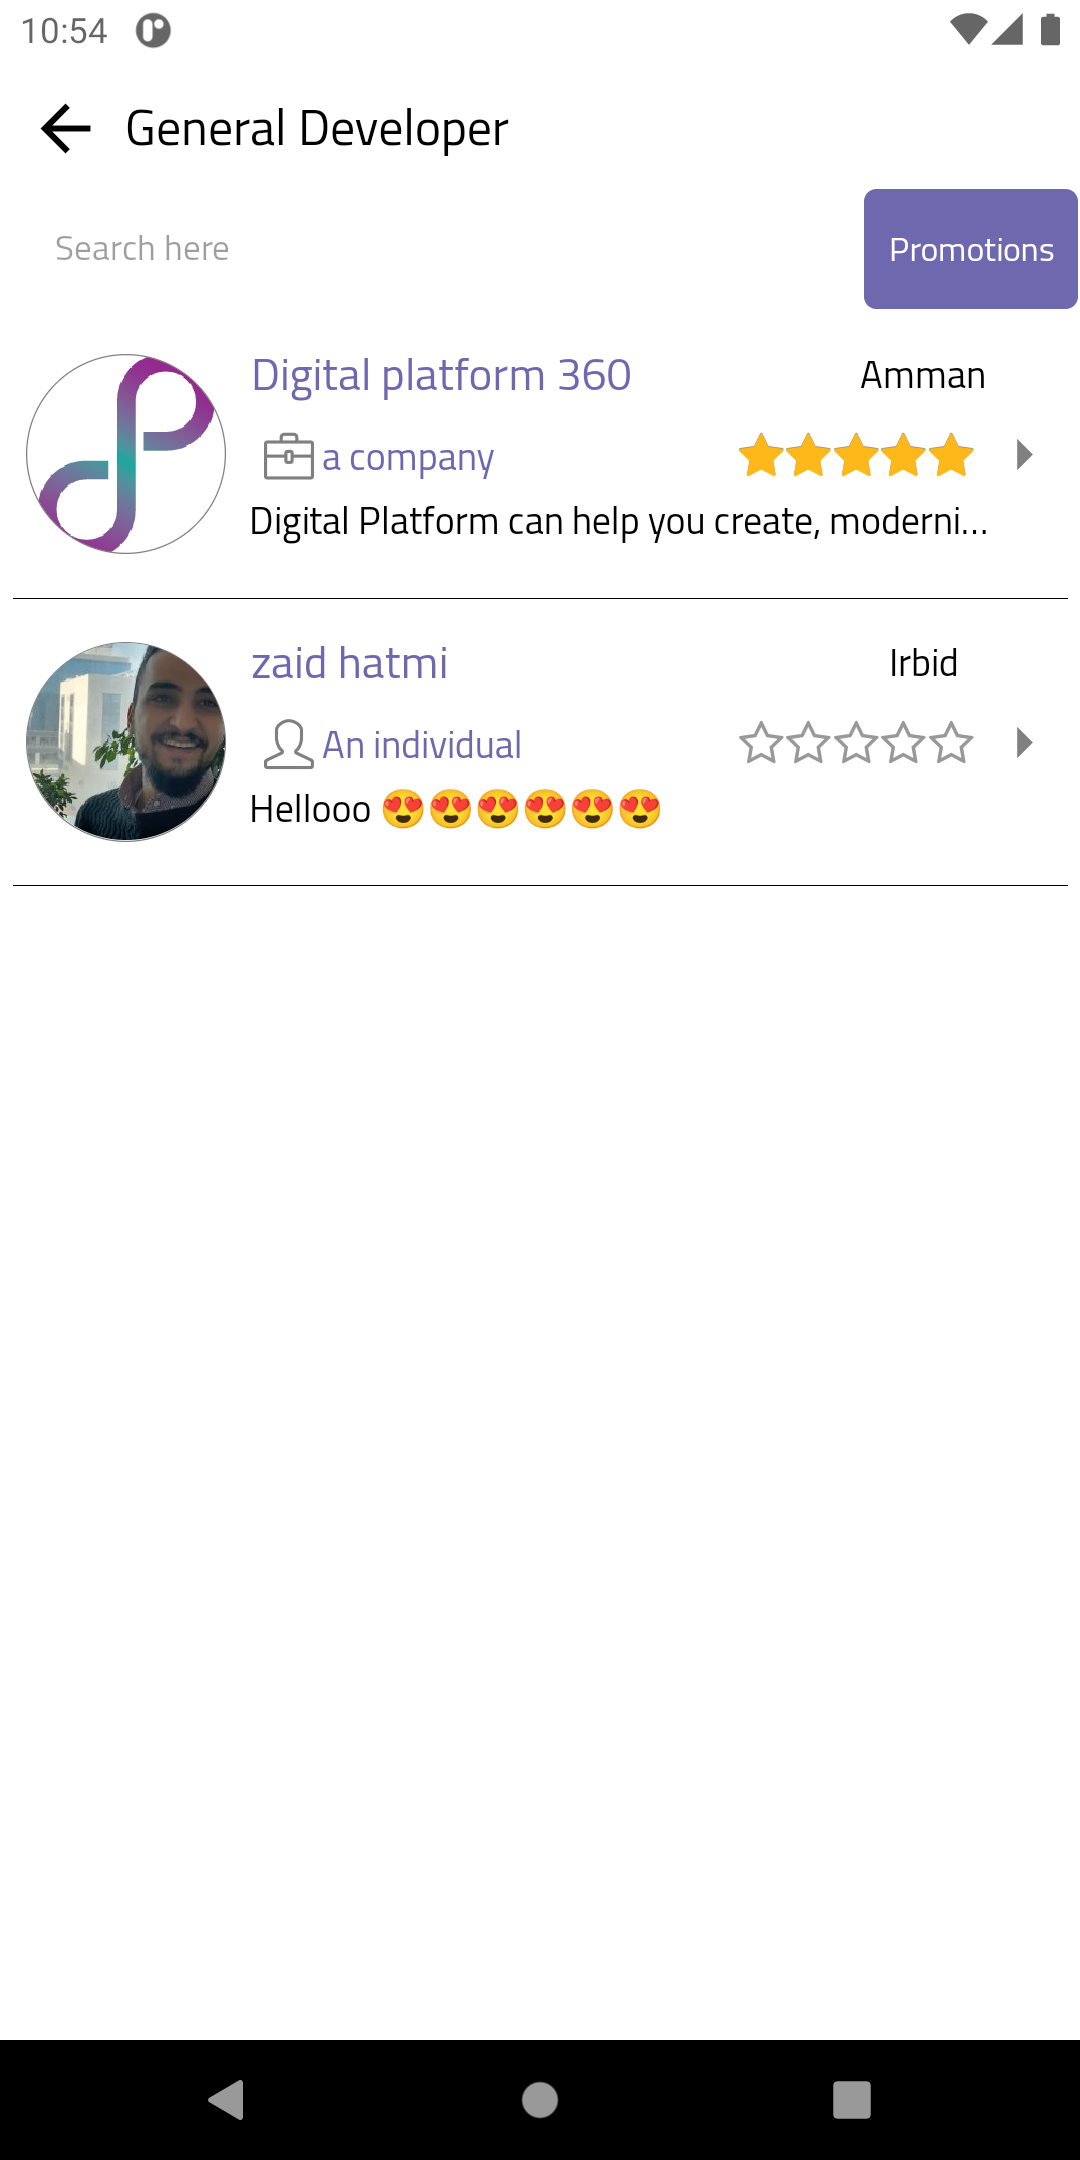 10:54
General Developer
Search here
Promotions
Digital platform 360
Amman
a company
Digital Platform can help you create, moderni...
zaid hatmi
Irbid
An individual
Hellooo 😍😍😍😍😍😍